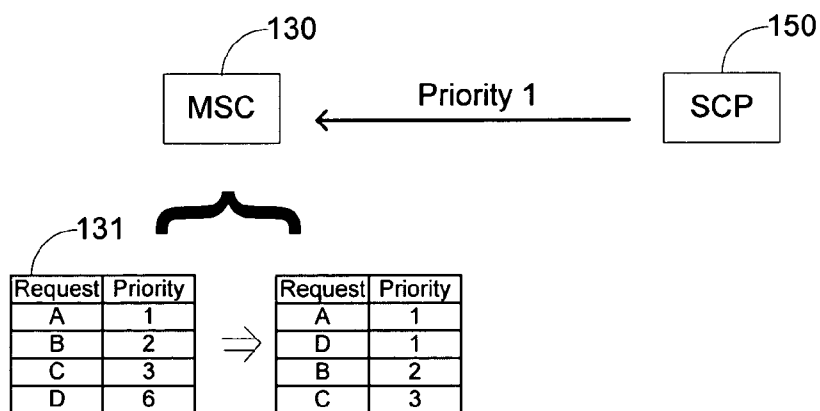 130
150
MSC
Priority 1
SCP
131
Request Priority
A 1
B 2
C 3
D 6
Request Priority
A 1
D 1
B 2
C 3